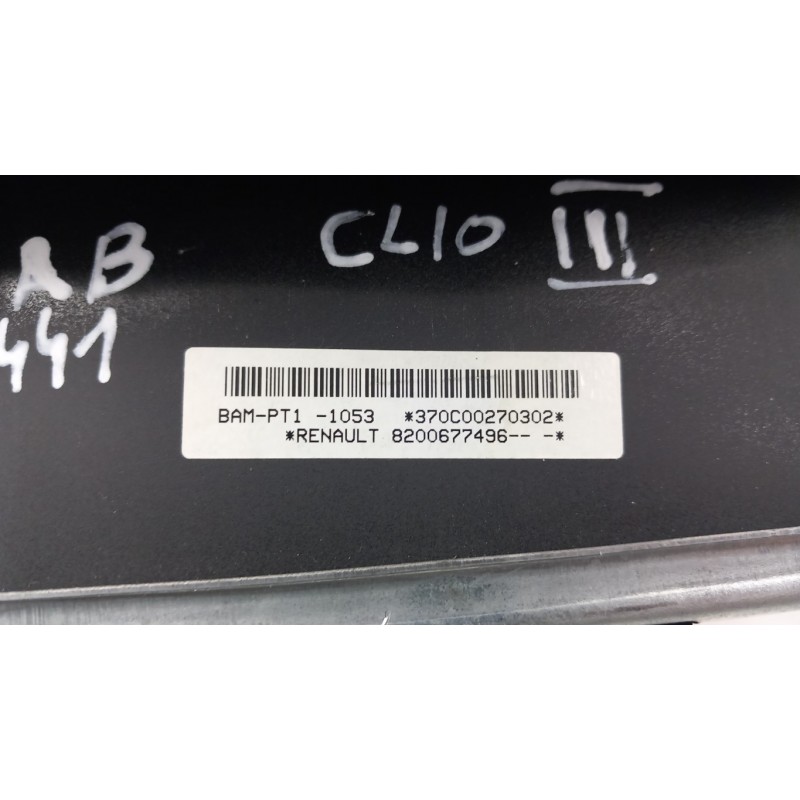 CLIO III
AB
441
BAM-PT1 -1053 *370C00270302*
*RENAULT 8200677496-- -*